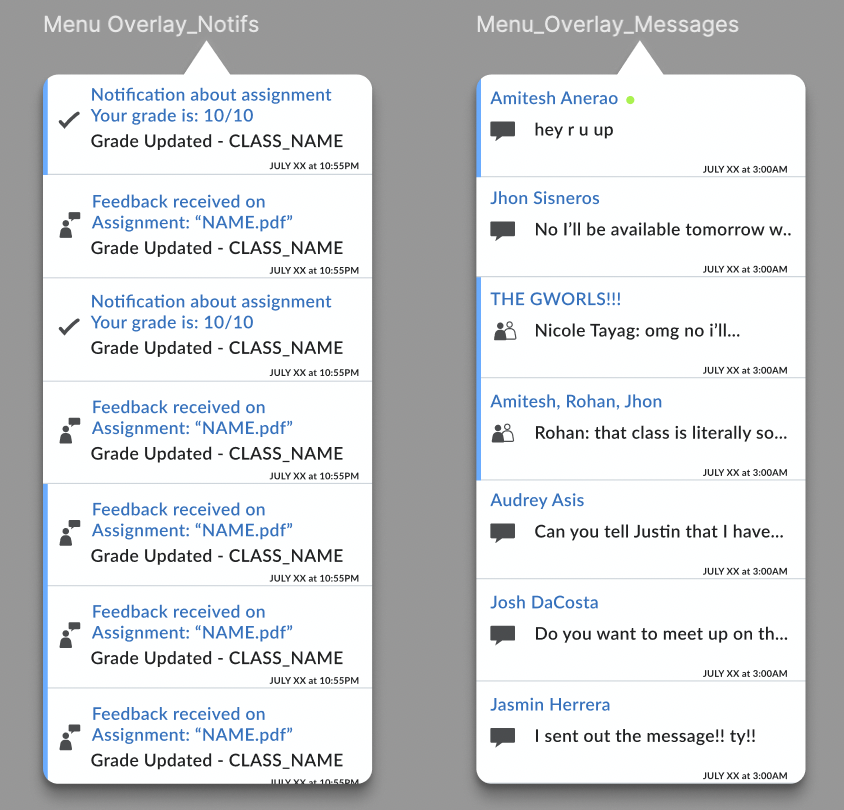 Menu Overlay_Notifs
Notification about assignment
Your grade is: 10/10
Grade Updated - CLASS_NAME
JULY XX at 10:55PM
Feedback received on
Assignment: “NAME.pdf”
Grade Updated - CLASS_NAME
JULY XX at 10:55PM
Notification about assignment
Your grade is: 10/10
Grade Updated - CLASS_NAME
JULY XX at 10:55PM
Feedback received on
Assignment: “NAME.pdf”
Grade Updated - CLASS_NAME
JULY XX at 10:55PM
Feedback received on
Assignment: “NAME.pdf”
Grade Updated - CLASS_NAME
JULY XX at 10:55PM
Feedback received on
Assignment: “NAME.pdf”
Grade Updated - CLASS_NAME
JULY XX at 10:55PM
Feedback received on
Assignment: “NAME.pdf”
Grade Updated - CLASS_NAME
JULY XX at 10:55PM
Menu_Overlay_Messages
Amitesh Anerao
hey r u up
JULY XX at 3:00AM
Jhon Sisneros
No I’ll be available tomorrow w..
JULY XX at 3:00AM
THE GWORLS!!!
Nicole Tayag: omg no i’ll...
JULY XX at 3:00AM
Amitesh, Rohan, Jhon
Rohan: that class is literally so...
JULY XX at 3:00AM
Audrey Asis
Can you tell Justin that I have...
JULY XX at 3:00AM
Josh DaCosta
Do you want to meet up on th...
JULY XX at 3:00AM
Jasmin Herrera
I sent out the message!! ty!!
JULY XX at 3:00AM